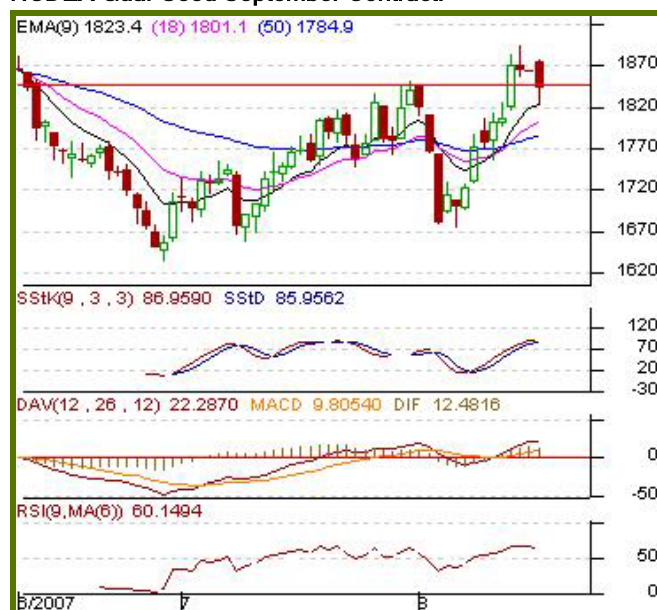 EMA(9) 1823.4 (18) 1801.1 (50) 1784.9
1870
1820
1770
1720
1670
1620
SStK(9 , 3 , 3) 86.9590 SStD 85.9562
120
70
20
-30
DAV(12 , 26 , 12) 22.2870 MACD 9.80540 DIF 12.4816
0
-50
RSI(9,MA(6)) 60.1494
50
0
6/2007 7 8